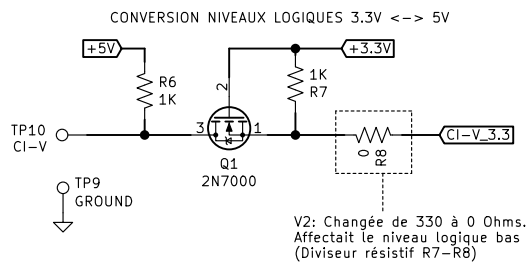 CONVERSION NIVEAUX LOGIQUES 3.3V <-> 5V
+5V
+3.3V
R6
1K
2
1K
R7
TP10
CI-V
3
1
Q1
2N7000
0
R8
CI-V_3.3
TP9
GROUND
V2: Changée de 330 à 0 Ohms.
Affectait le niveau logique bas
(Diviseur résistif R7-R8)